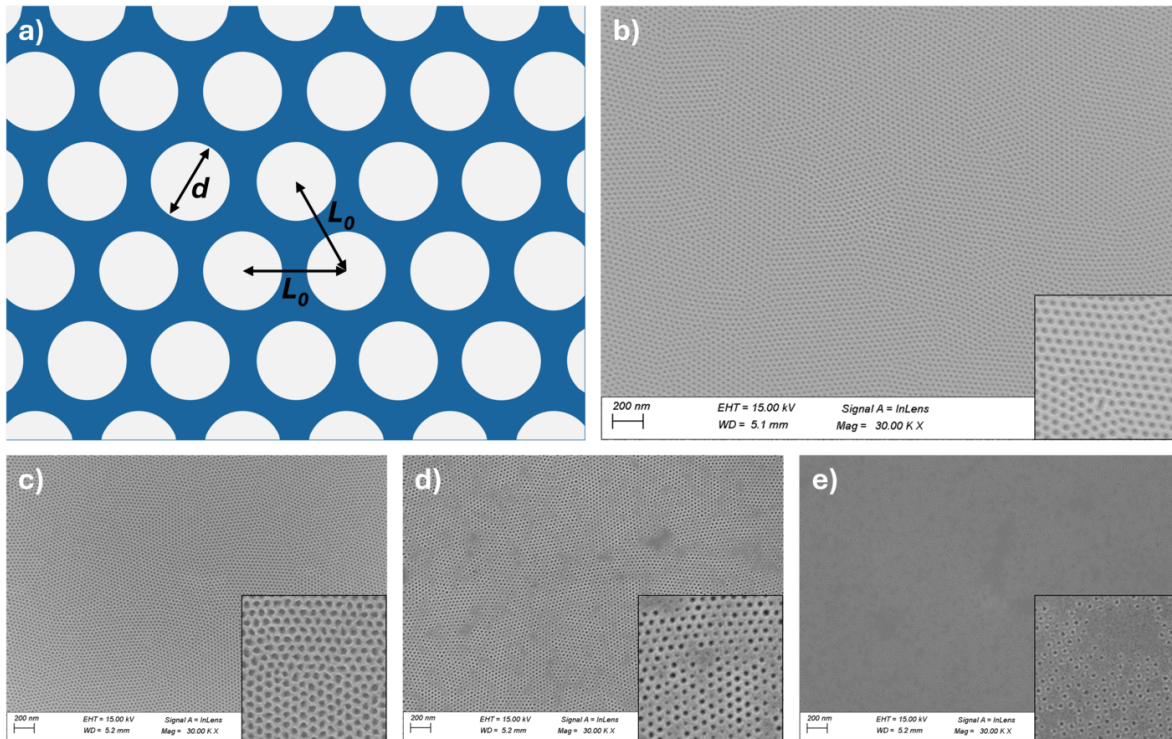 a)
d
L0
L0
b)
200 nm
EHT = 15.00 kV
WD = 5.1 mm
Signal A = InLens
Mag = 30.00 K X
c)
200 nm
EHT = 15.00 kV
WD = 5.2 mm
Signal A = InLens
Mag = 30.00 K X
d)
200 nm
EHT = 15.00 kV
WD = 5.2 mm
Signal A = InLens
Mag = 30.00 K X
e)
200 nm
EHT = 15.00 kV
WD = 5.2 mm
Signal A = InLens
Mag = 30.00 K X